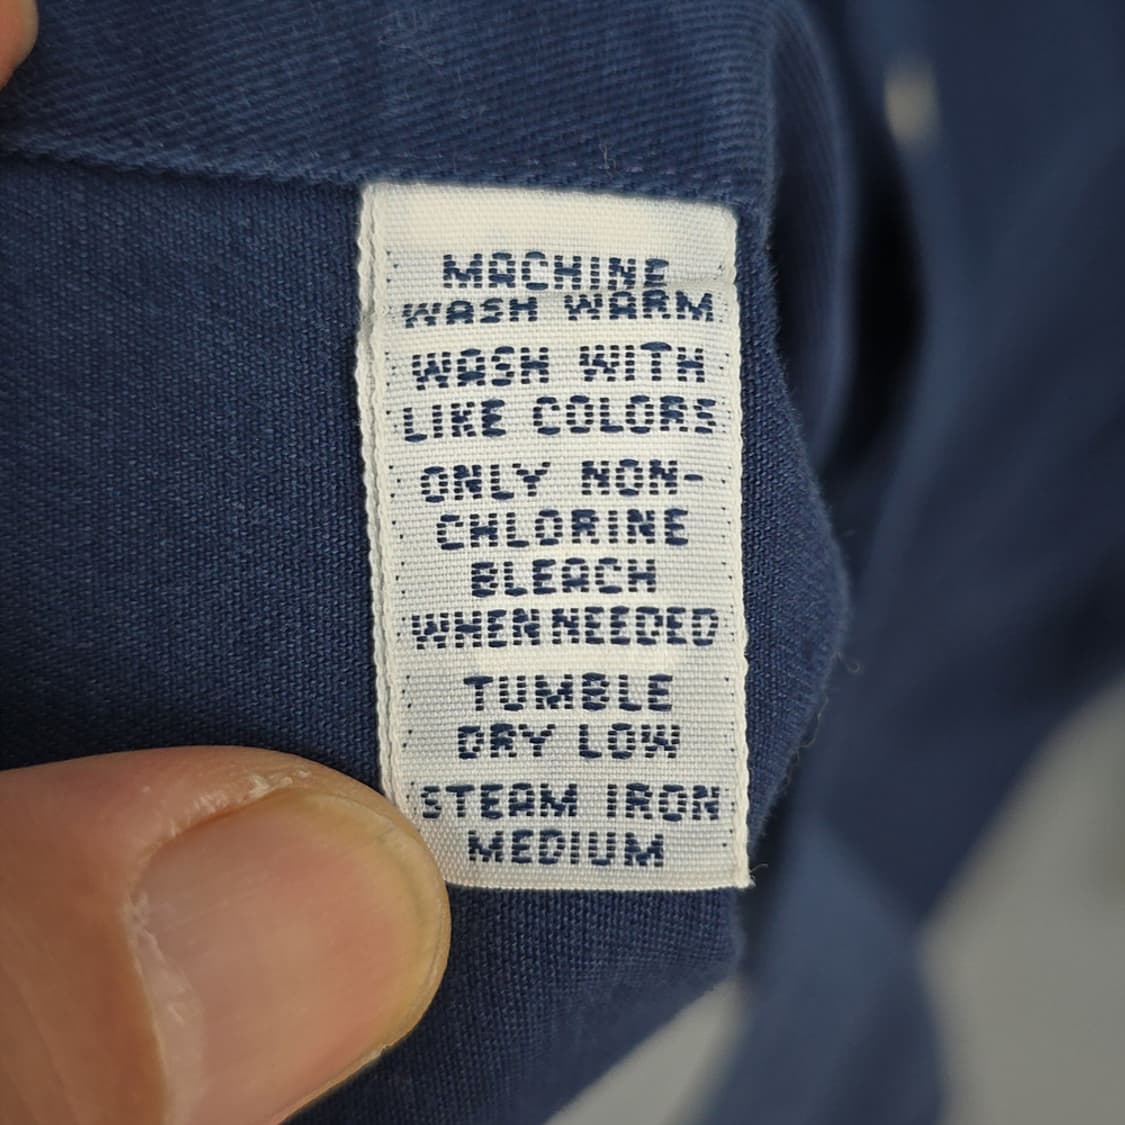 MACHINE
WASH WARM
WASH WITH
LIKE COLORS
ONLY NON-
CHLORINE
BLEACH
WHEN NEEDED
TUMBLE
DRY LOW
STEAM IRON
MEDIUM